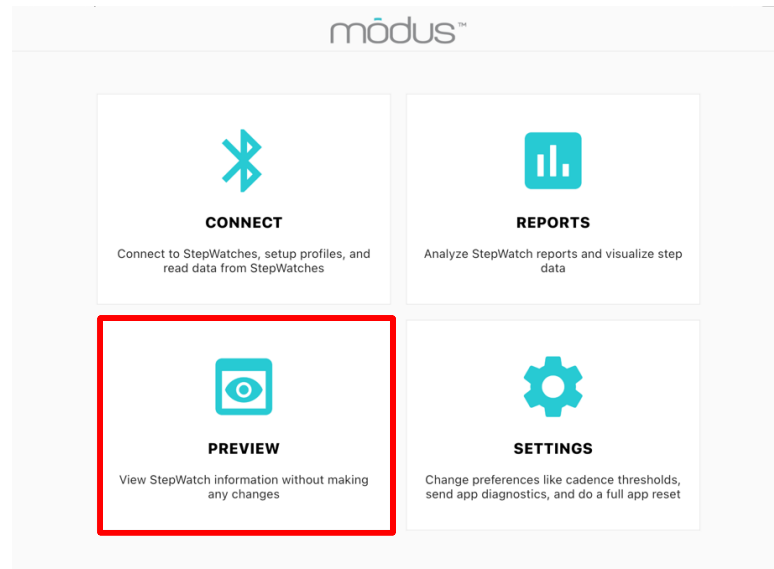 mōdus™
CONNECT
Connect to StepWatches, setup profiles, and
read data from StepWatches
REPORTS
Analyze StepWatch reports and visualize step
data
PREVIEW
View StepWatch information without making
any changes
SETTINGS
Change preferences like cadence thresholds,
send app diagnostics, and do a full app reset